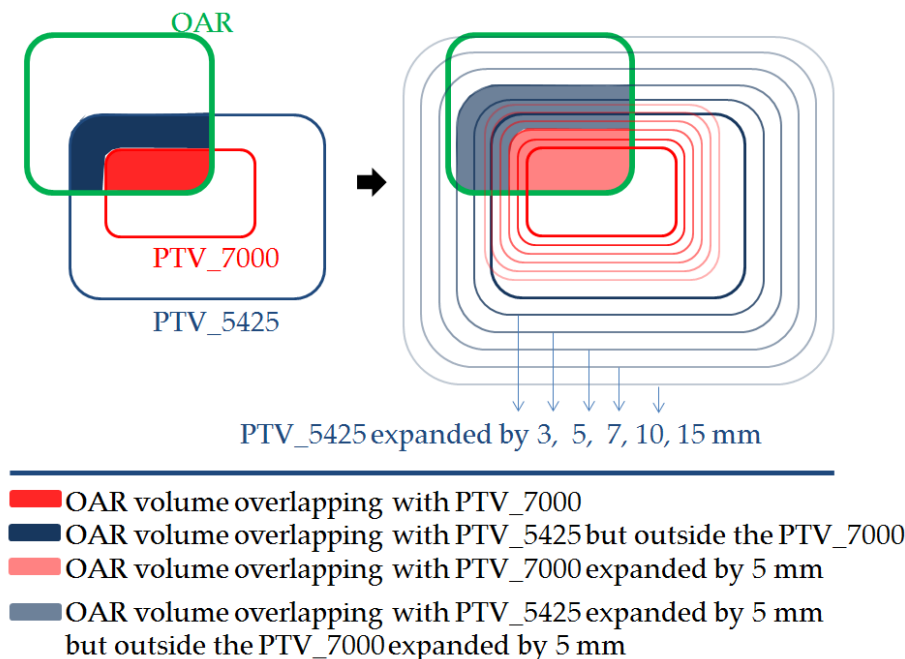 OAR
PTV_7000
PTV_5425
PTV_5425 expanded by 3, 5, 7, 10, 15 mm
OAR volume overlapping with PTV_7000
OAR volume overlapping with PTV_5425 but outside the PTV_7000
OAR volume overlapping with PTV_7000 expanded by 5 mm
OAR volume overlapping with PTV_5425 expanded by 5 mm
but outside the PTV_7000 expanded by 5 mm